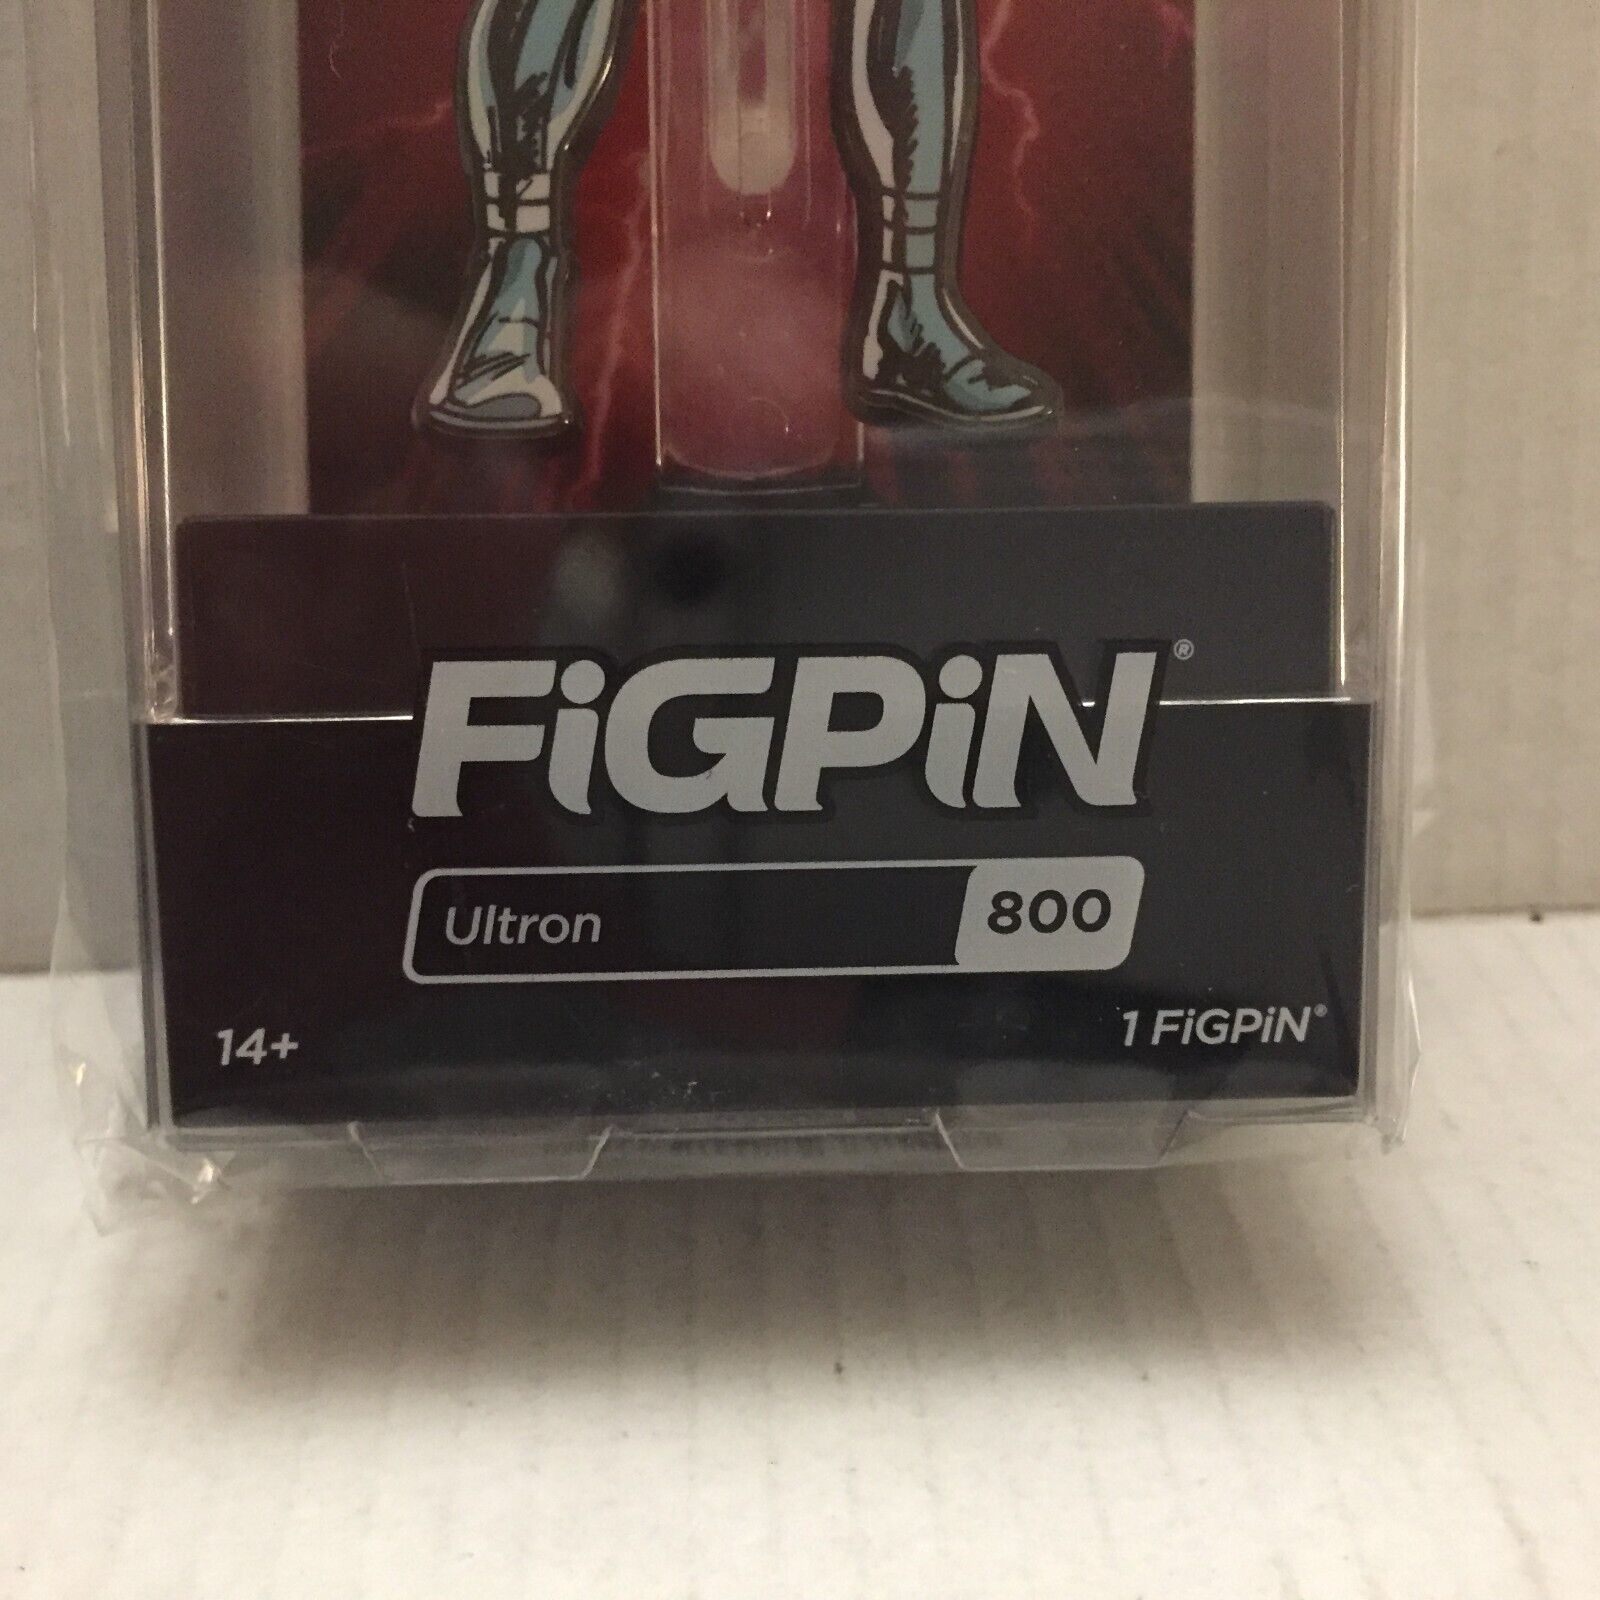 FiGPiN®
Ultron 800
14+
1 FiGPiN®